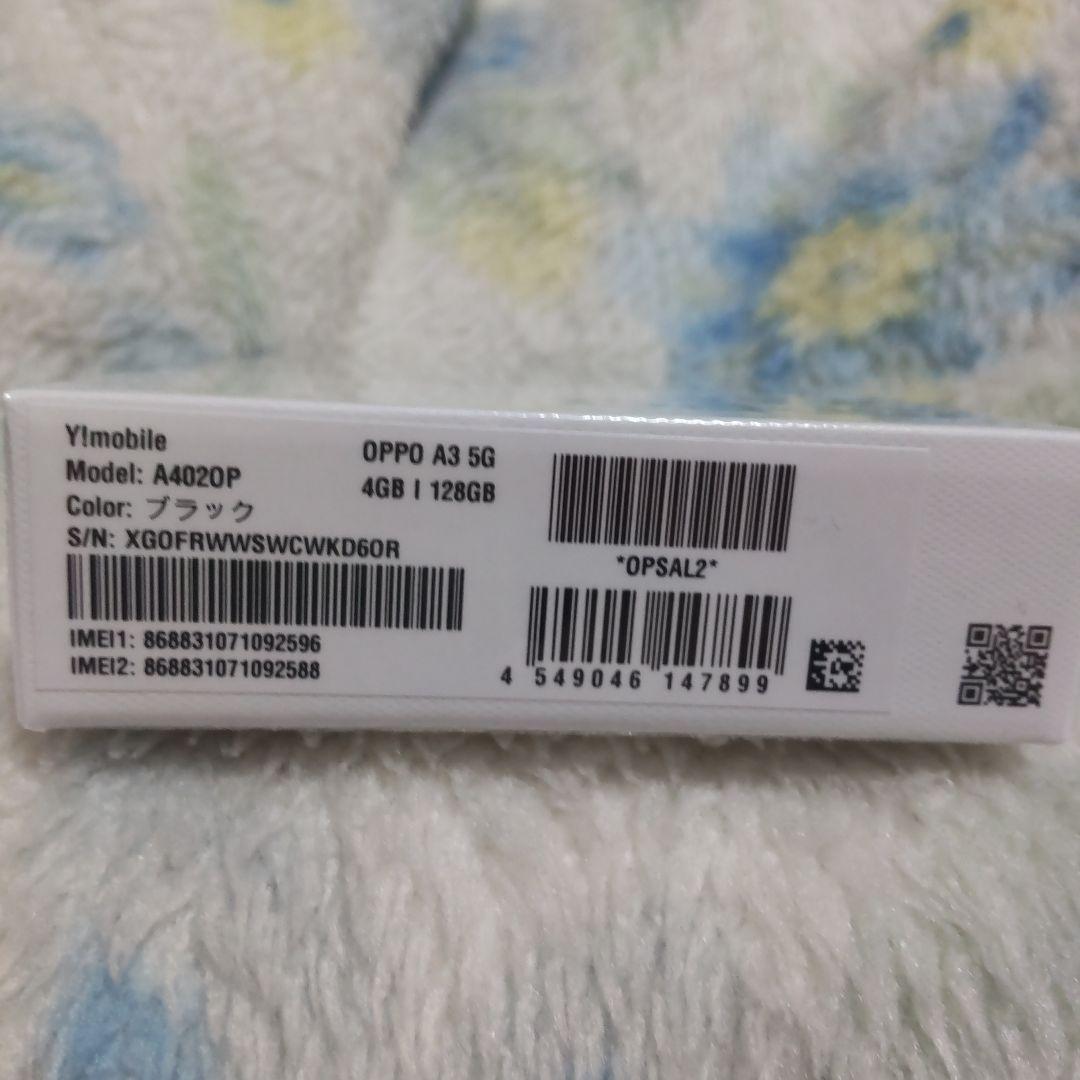 Y!mobile
Model: A402OP
Color: ブラック
S/N: XGOFRWWSWCWKD6OR
IMEI1: 868831071092596
IMEI2: 868831071092588
OPPO A3 5G
4GB | 128GB
*OPSAL2*
4 549046 147899